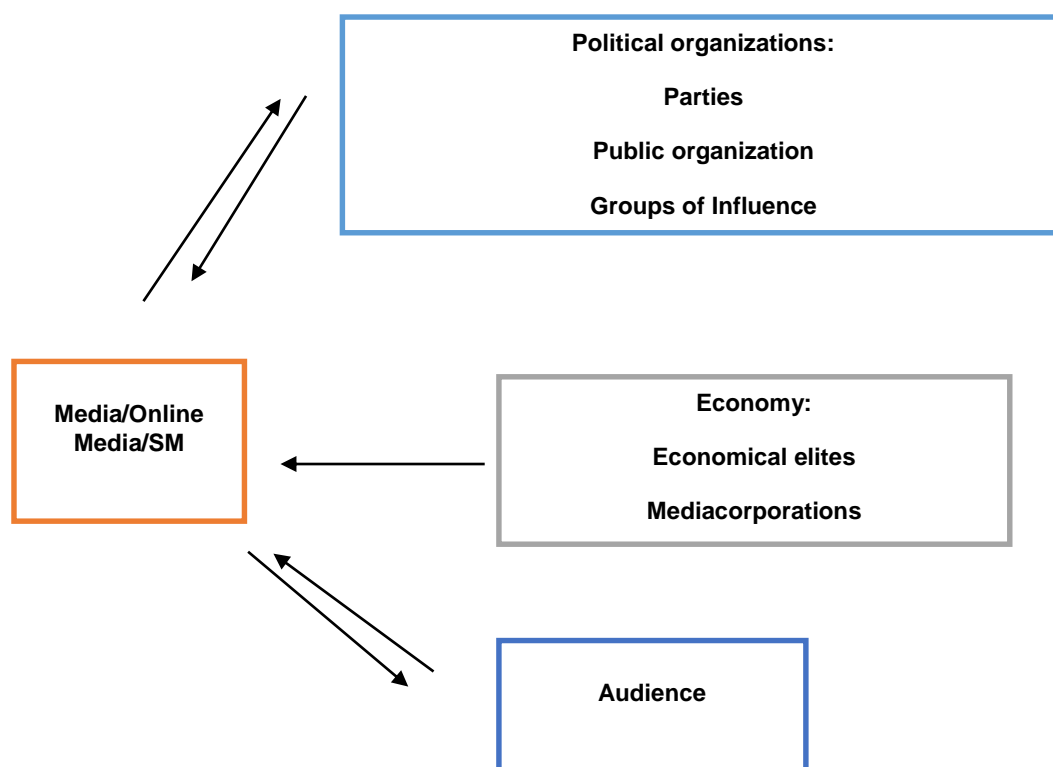 Political organizations:
Parties
Public organization
Groups of Influence
Media/Online
Media/SM
Economy:
Economical elites
Mediacorporations
Audience